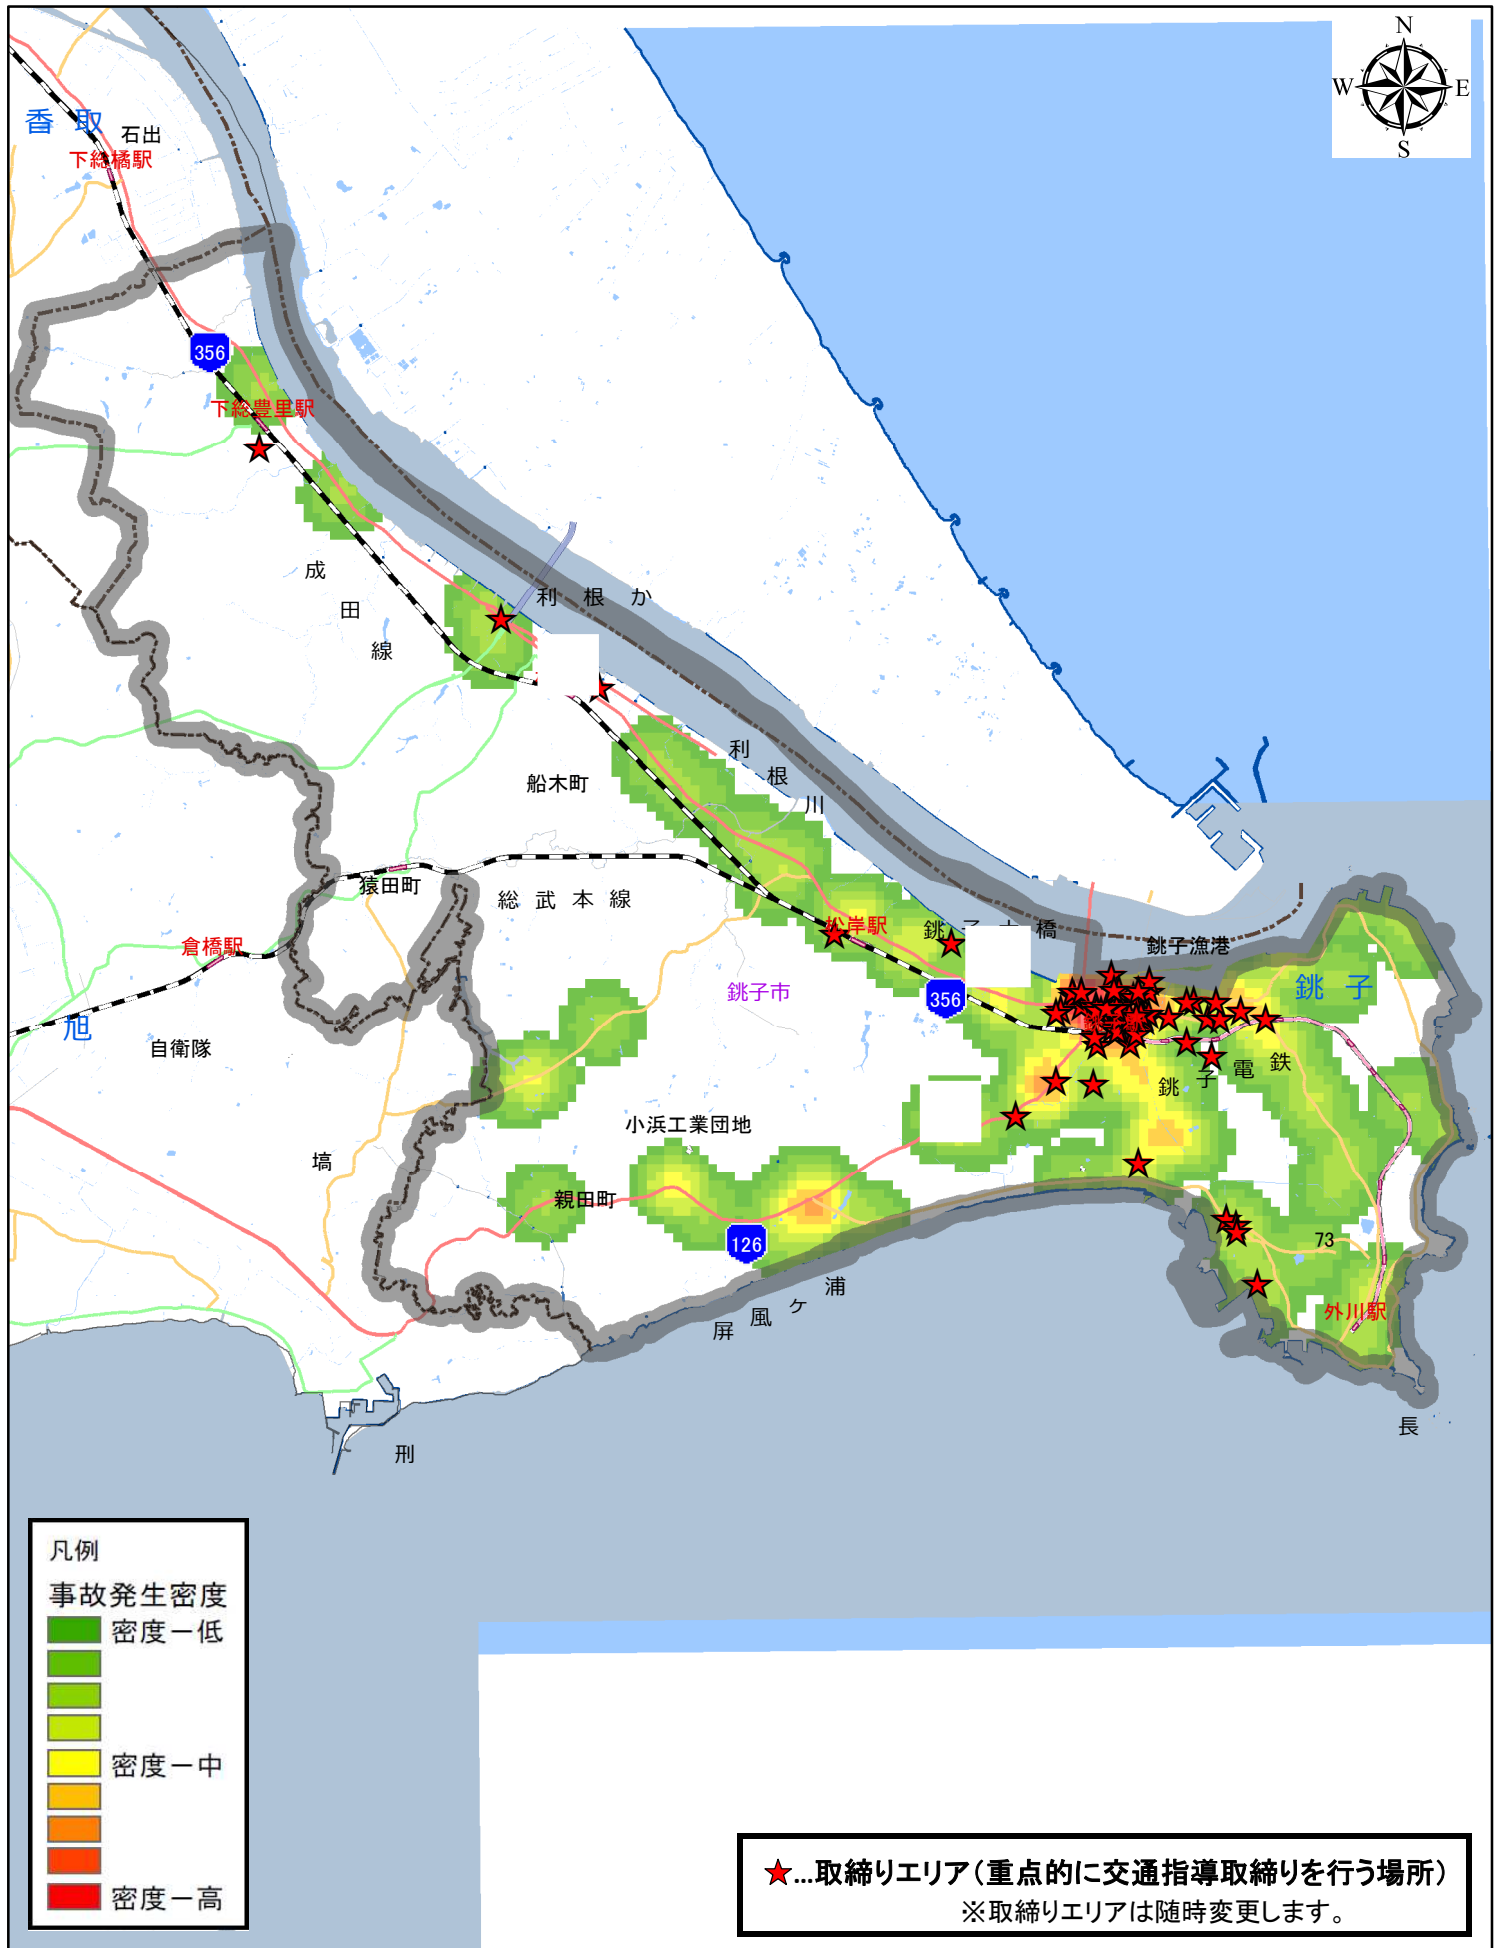 N
W E
S
香取
石出
下総橘駅
356
下総豊里駅
成田線
利根か
利根川
船木町
猿田町
総武本線
倉橋駅
松岸駅
銚子漁港
銚子
銚子市
356
旭
自衛隊
銚子電鉄
小浜工業団地
塙
親田町
126
73
屏風ケ浦
外川駅
長
刑
凡例
事故発生密度
密度－低
密度－中
密度－高
★…取締りエリア（重点的に交通指導取締りを行う場所）
※取締りエリアは随時変更します。